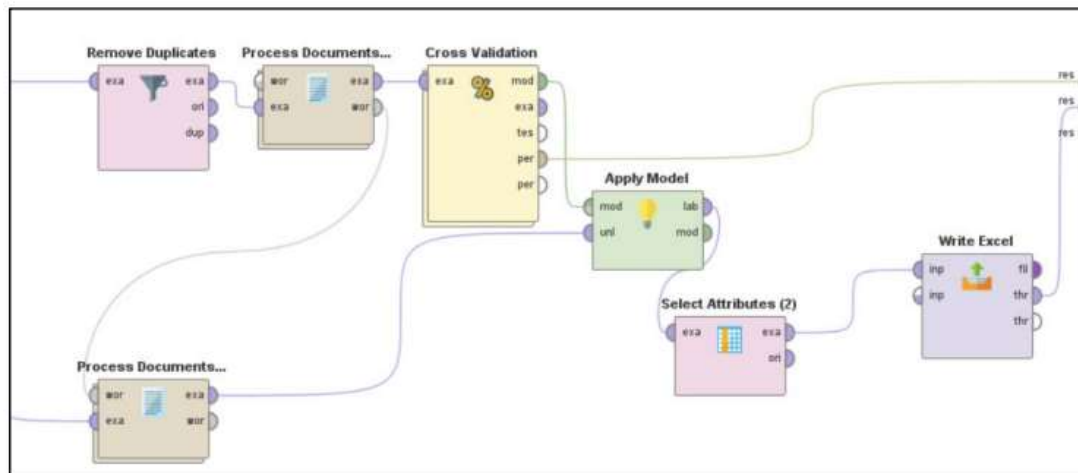 Remove Duplicates
exa
exa
ori
dup
Process Documents...
wor
exa
exa
wor
Cross Validation
exa
mod
exa
tes
per
per
res
res
res
Apply Model
mod
lab
unl
mod
Select Attributes (2)
exa
exa
ori
Write Excel
inp
fil
inp
thr
thr
Process Documents...
wor
exa
exa
wor